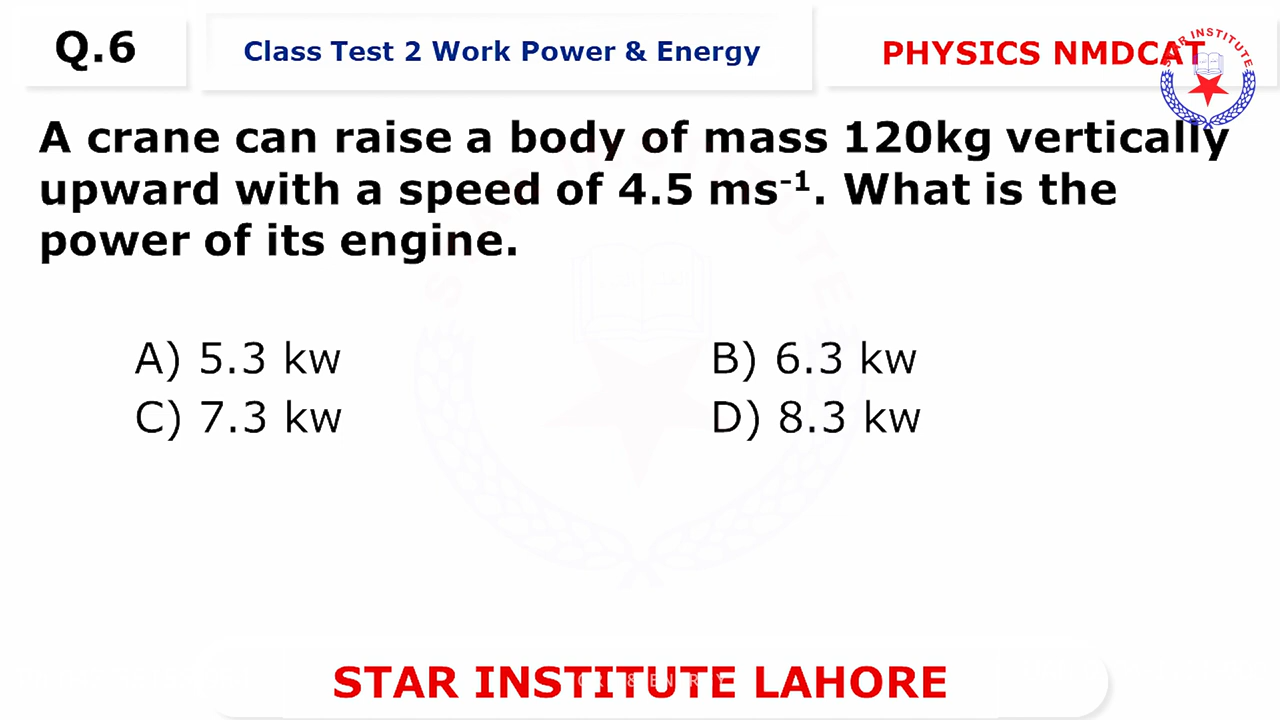 Q.6
Class Test 2 Work Power & Energy
PHYSICS NMDCAT
STAR INSTITUTE
A crane can raise a body of mass 120kg vertically
upward with a speed of 4.5 ms⁻¹. What is the
power of its engine.
A) 5.3 kw
B) 6.3 kw
C) 7.3 kw
D) 8.3 kw
STAR INSTITUTE LAHORE